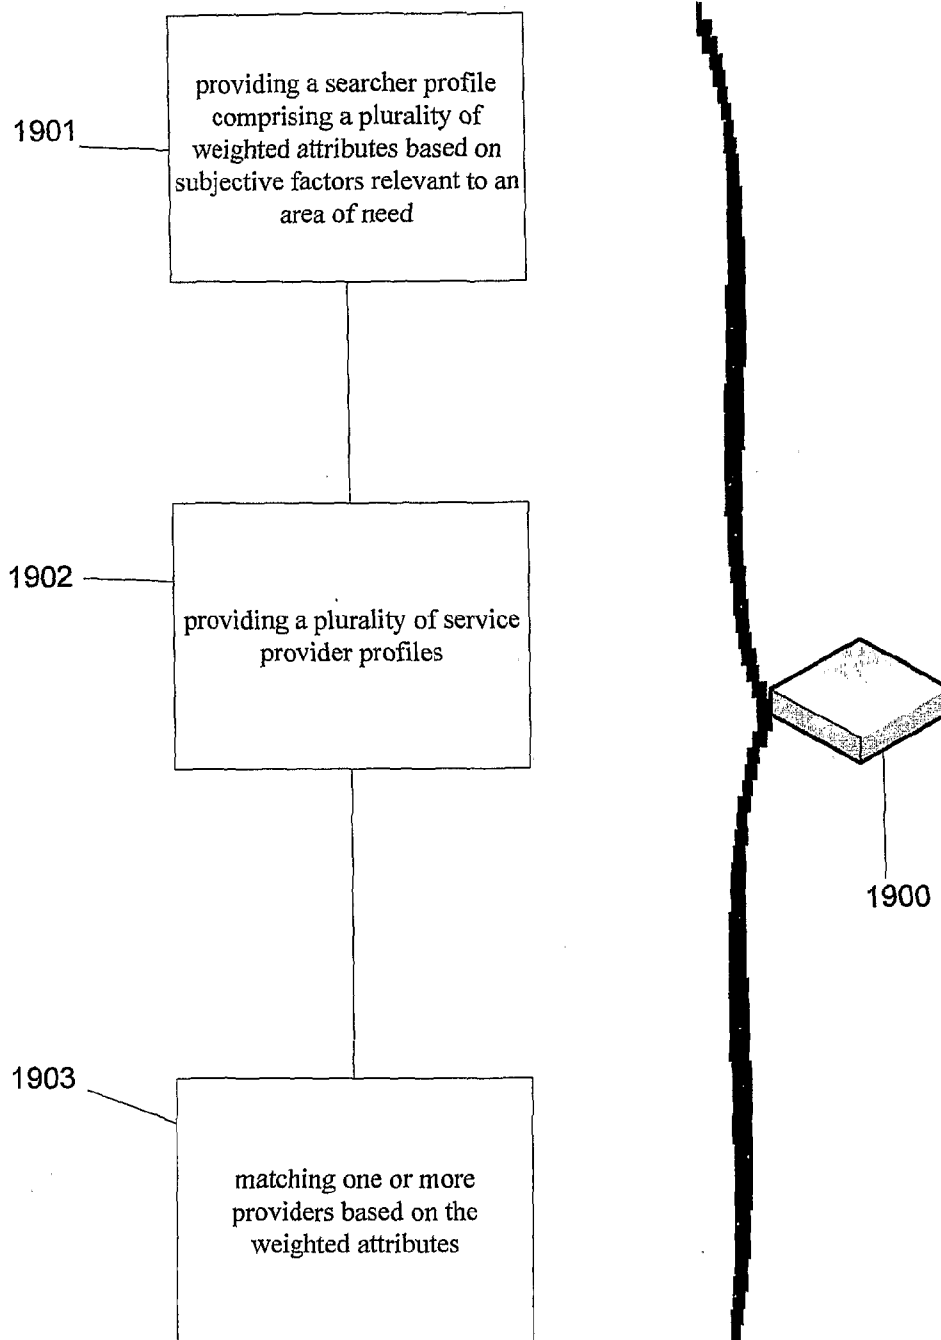 1901
providing a searcher profile
comprising a plurality of
weighted attributes based on
subjective factors relevant to an
area of need
1902
providing a plurality of service
provider profiles
1900
1903
matching one or more
providers based on the
weighted attributes